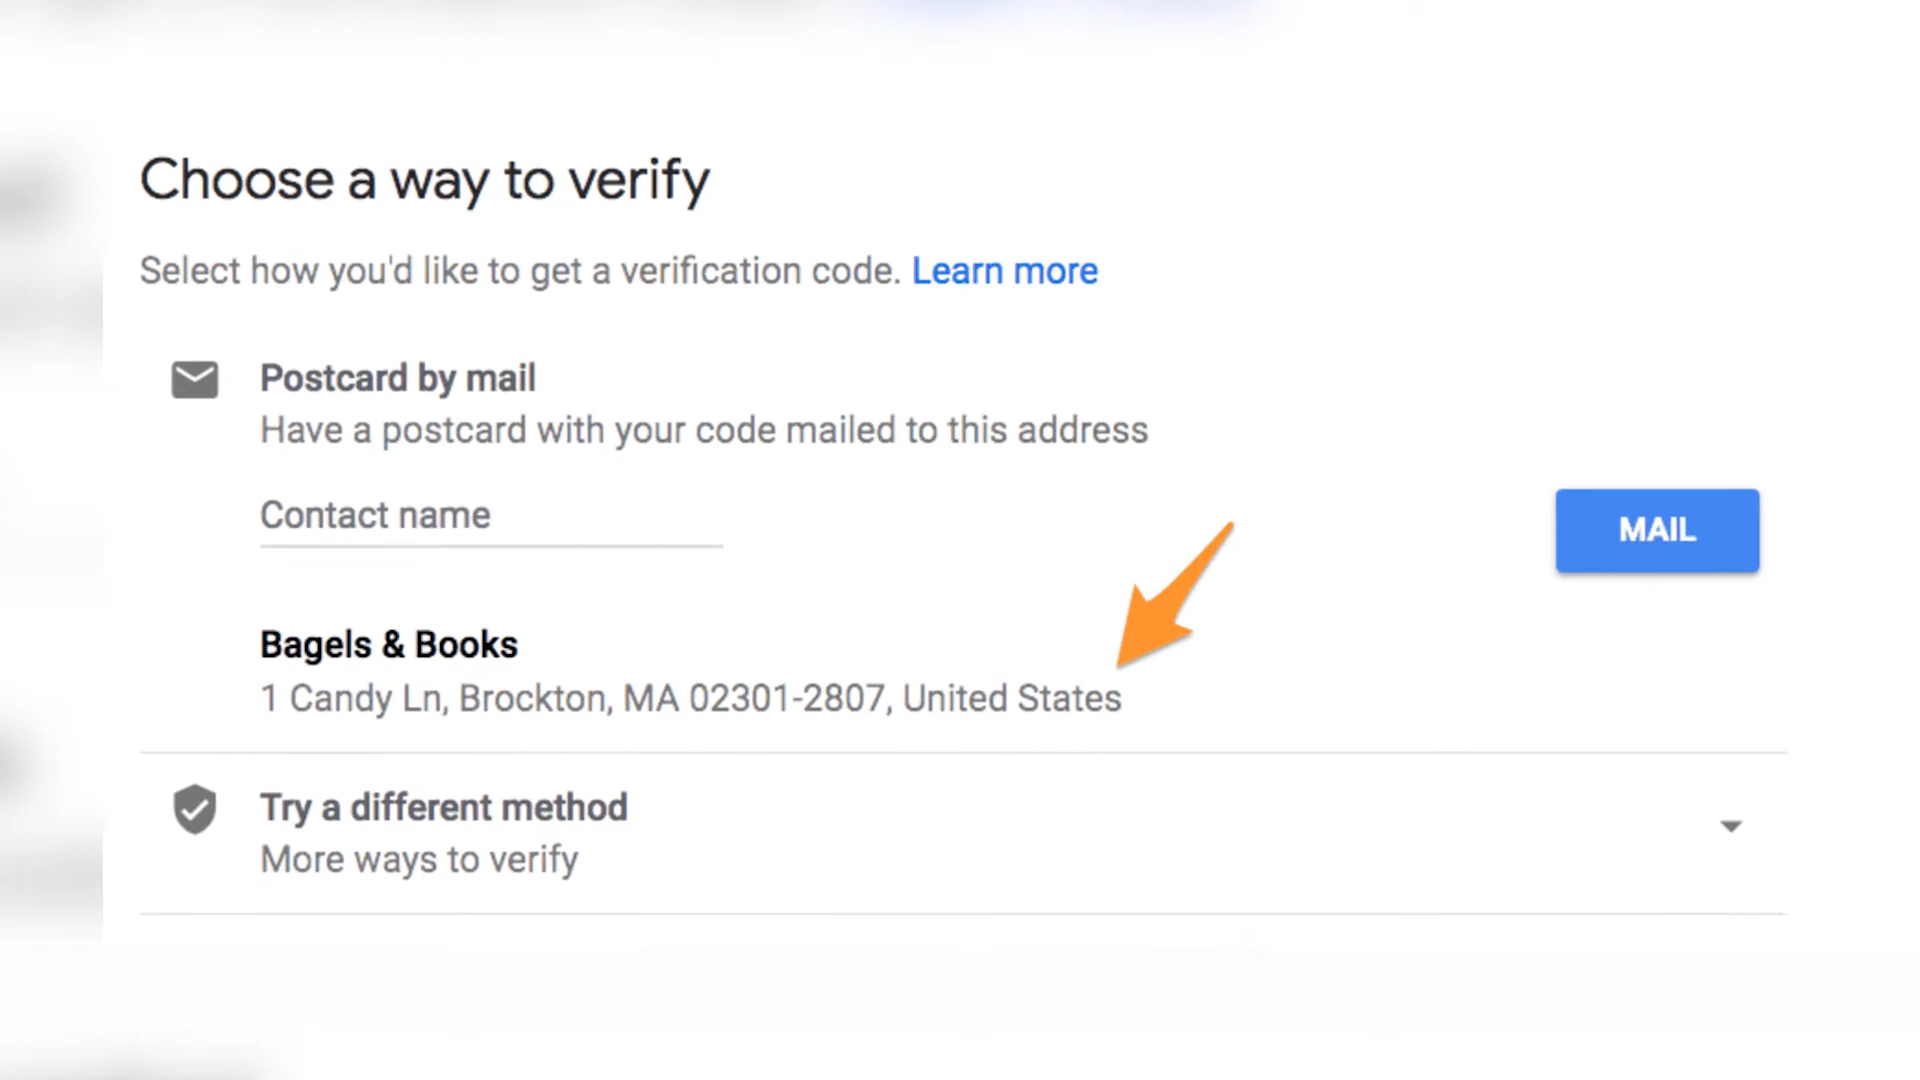 Choose a way to verify
Select how you'd like to get a verification code. Learn more
Postcard by mail
Have a postcard with your code mailed to this address
Contact name
MAIL
Bagels & Books
1 Candy Ln, Brockton, MA 02301-2807, United States
Try a different method
More ways to verify